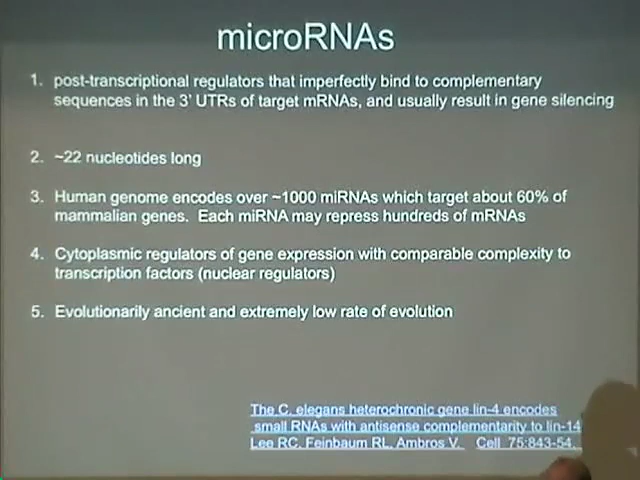 microRNAs
1. post-transcriptional regulators that imperfectly bind to complementary
sequences in the 3' UTRs of target mRNAs, and usually result in gene silencing
2. ~22 nucleotides long
3. Human genome encodes over ~1000 miRNAs which target about 60% of
mammalian genes. Each miRNA may repress hundreds of mRNAs
4. Cytoplasmic regulators of gene expression with comparable complexity to
transcription factors (nuclear regulators)
5. Evolutionarily ancient and extremely low rate of evolution
The C. elegans heterochronic gene lin-4 encodes
small RNAs with antisense complementarity to lin-14
Lee RC, Feinbaum RL, Ambros V. Cell 75:843-54.